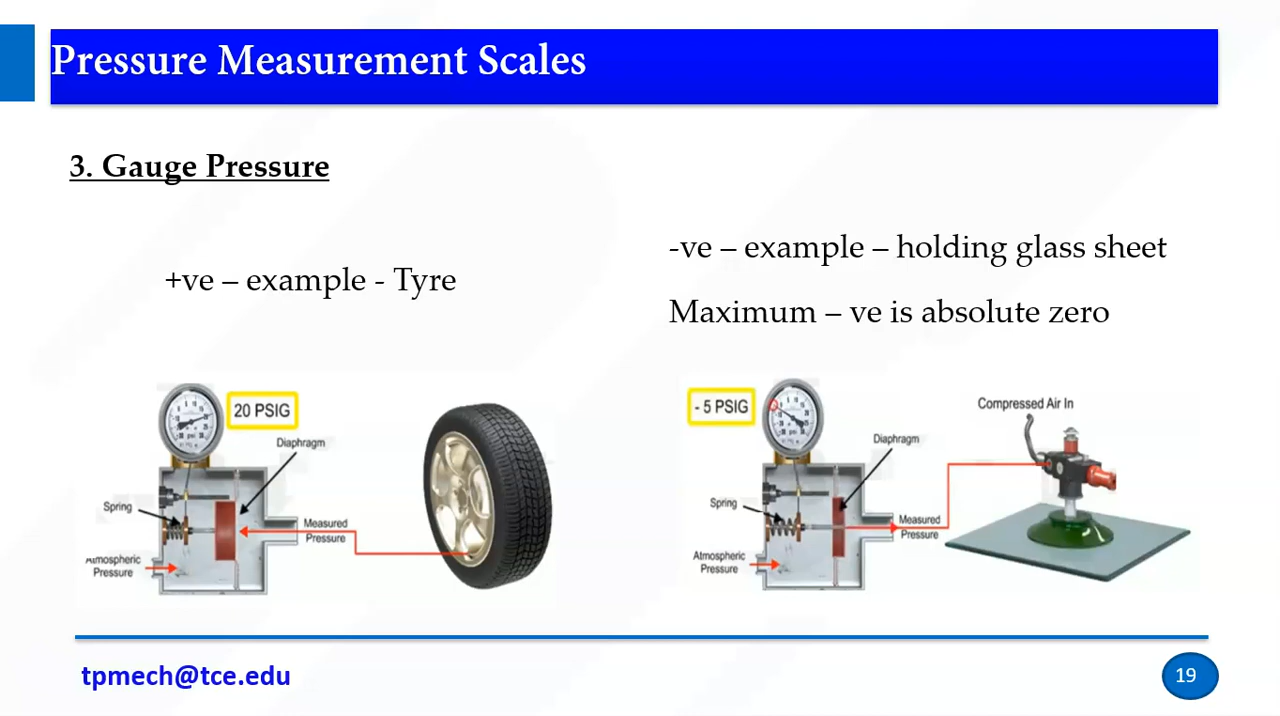 Pressure Measurement Scales
3. Gauge Pressure
+ve – example - Tyre
-ve – example – holding glass sheet
Maximum – ve is absolute zero
20 PSIG
Diaphragm
Spring
Measured
Pressure
Atmospheric
Pressure
- 5 PSIG
Compressed Air In
Diaphragm
Spring
Measured
Pressure
Atmospheric
Pressure
tpmech@tce.edu
19